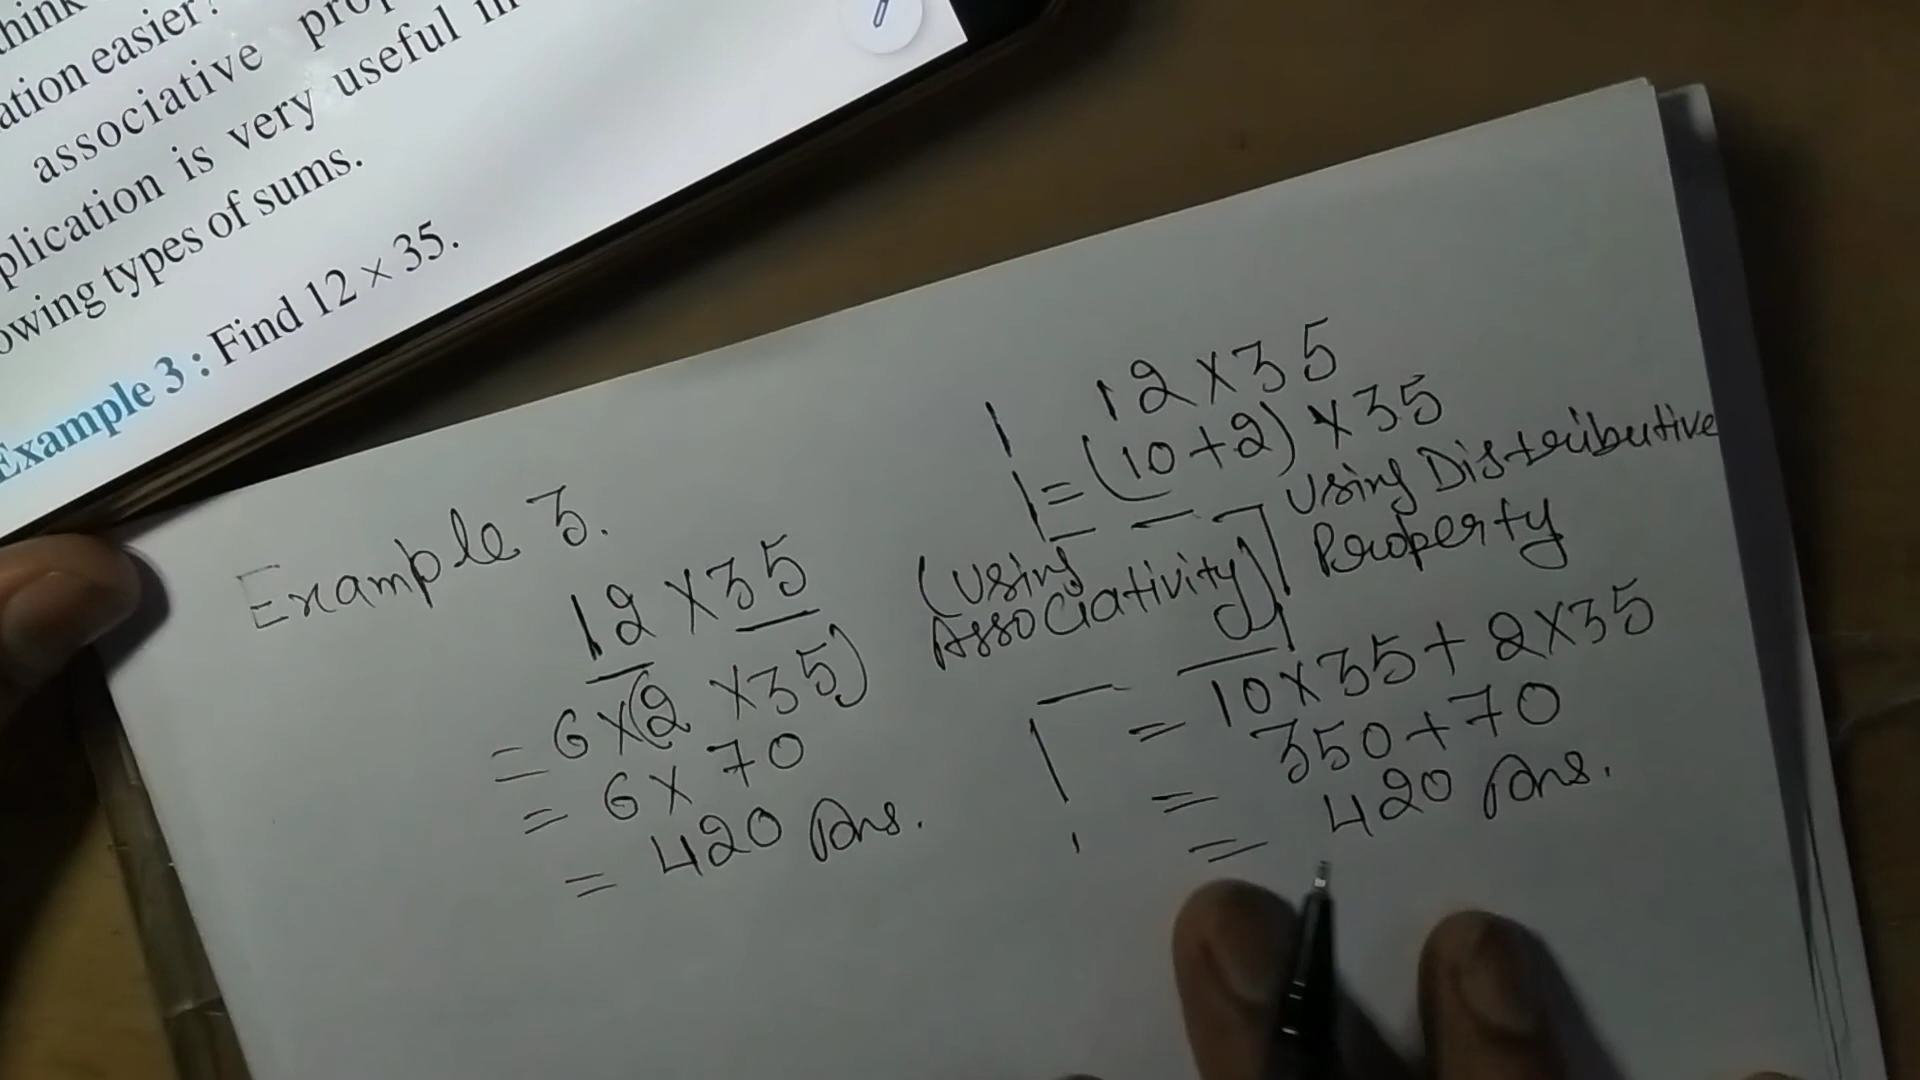 associative
ation easier?
plication is very useful in
owing types of sums.
Example 3 : Find 12 × 35.
Example 3.
12 × 35
= 6 × (2 × 35)
= 6 × 70
= 420 Ans.
(Using
Associativity)
12 × 35
= (10 + 2) × 35
Using Distributive
Property
= 10 × 35 + 2 × 35
= 350 + 70
= 420 Ans.